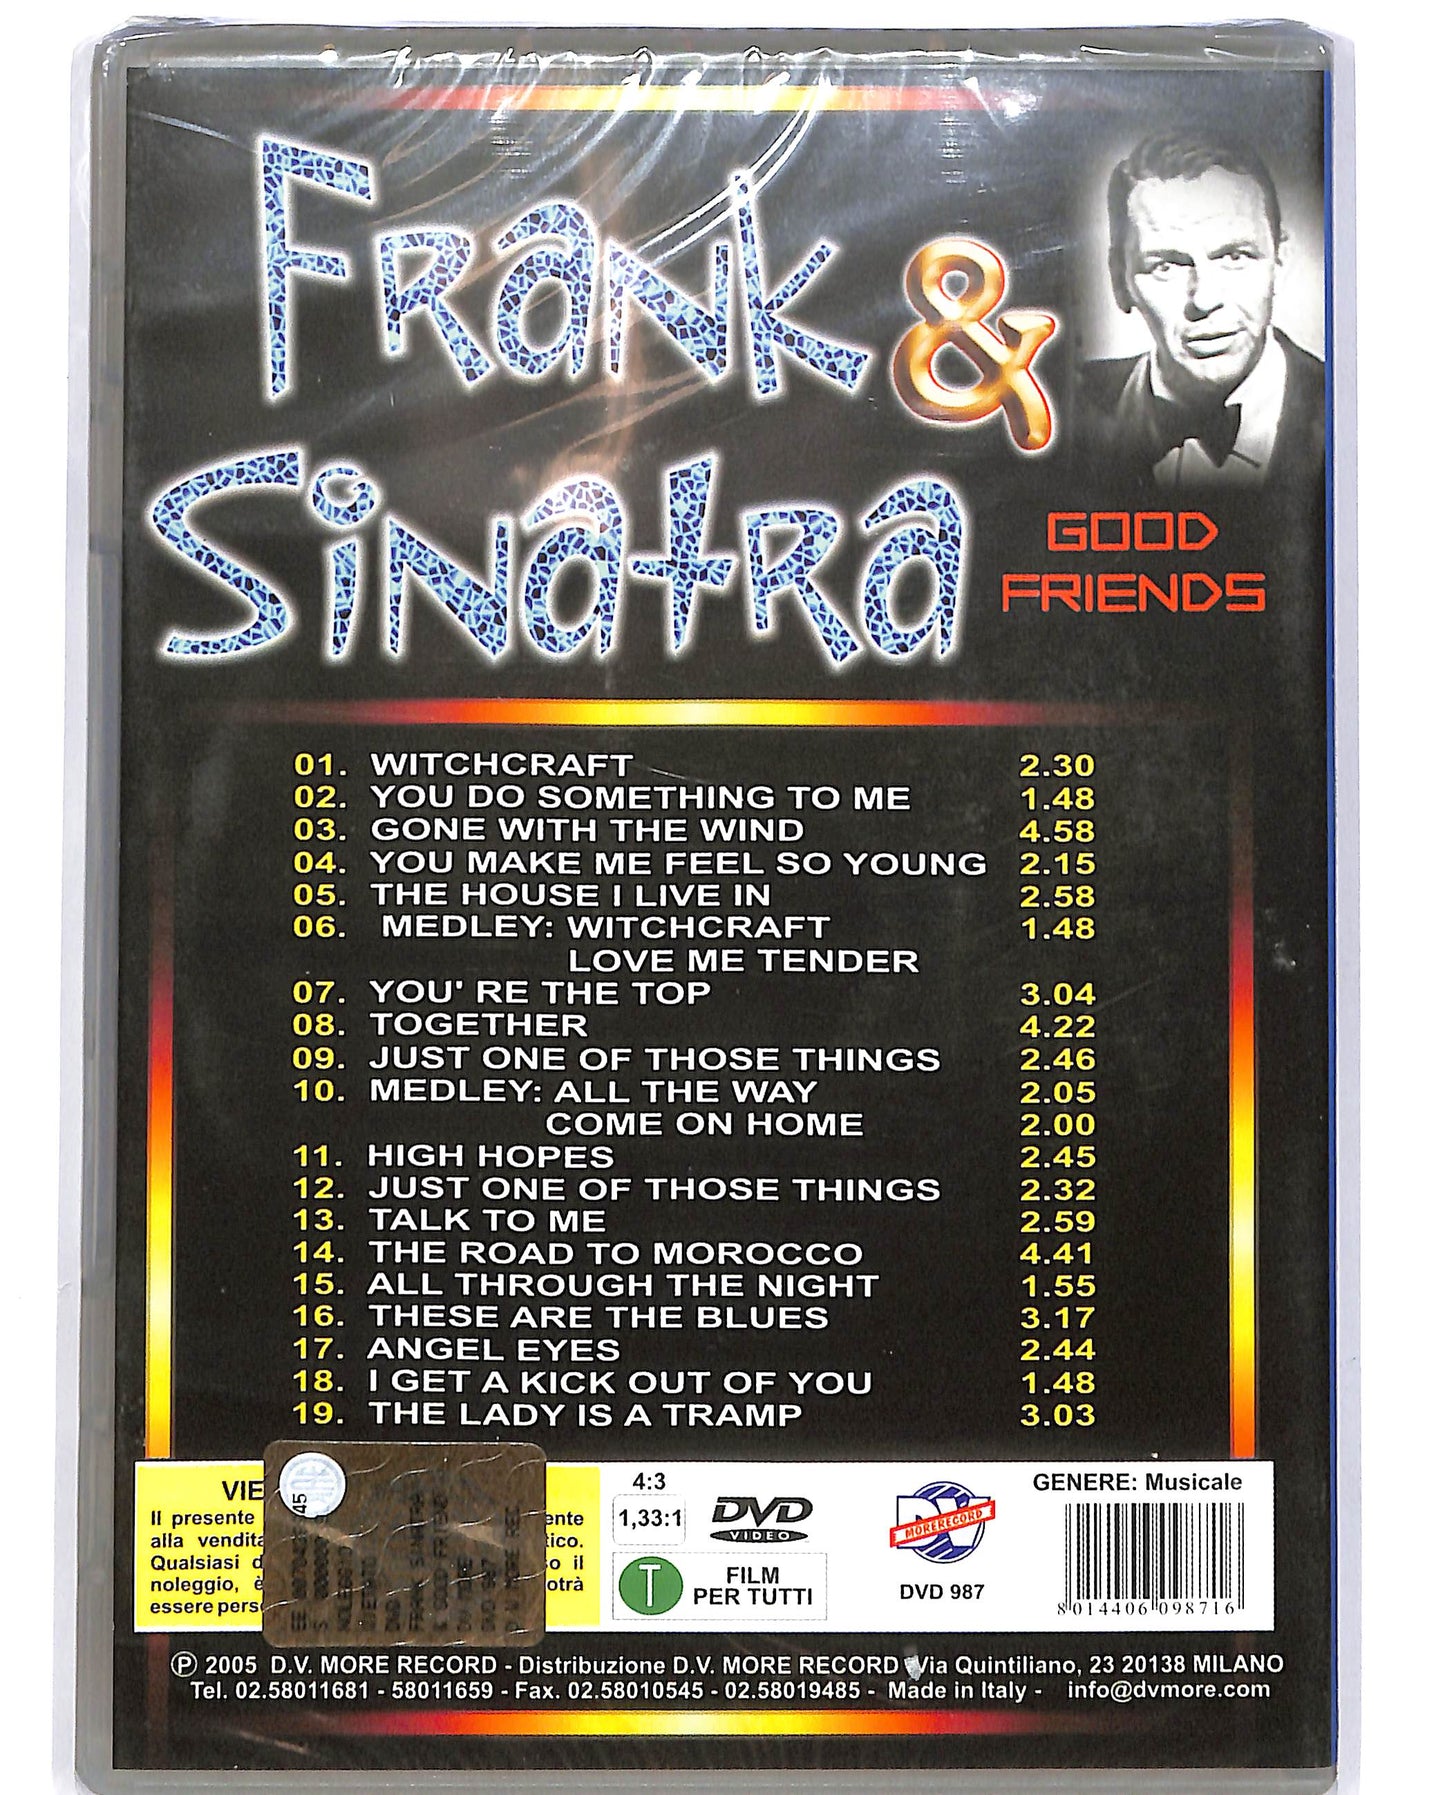 Frank &
Sinatra
GOOD
FRIENDS
01. WITCHCRAFT 2.30
02. YOU DO SOMETHING TO ME 1.48
03. GONE WITH THE WIND 4.58
04. YOU MAKE ME FEEL SO YOUNG 2.15
05. THE HOUSE I LIVE IN 2.58
06. MEDLEY: WITCHCRAFT 1.48
LOVE ME TENDER
07. YOU' RE THE TOP 3.04
08. TOGETHER 4.22
09. JUST ONE OF THOSE THINGS 2.46
10. MEDLEY: ALL THE WAY 2.05
COME ON HOME 2.00
11. HIGH HOPES 2.45
12. JUST ONE OF THOSE THINGS 2.32
13. TALK TO ME 2.59
14. THE ROAD TO MOROCCO 4.41
15. ALL THROUGH THE NIGHT 1.55
16. THESE ARE THE BLUES 3.17
17. ANGEL EYES 2.44
18. I GET A KICK OUT OF YOU 1.48
19. THE LADY IS A TRAMP 3.03
VIE
Il presente
alla vendita
Qualsiasi
noleggio, è
essere
il
4:3
1,33:1
DVD
VIDEO
T FILM
PER TUTTI
MORERECORD
DVD 987
GENERE: Musicale
8 014406 098716
℗ 2005 D.V. MORE RECORD - Distribuzione D.V. MORE RECORD Via Quintiliano, 23 20138 MILANO
Tel. 02.58011681 - 58011659 - Fax. 02.58010545 - 02.58019485 - Made in Italy - info@dvmore.com